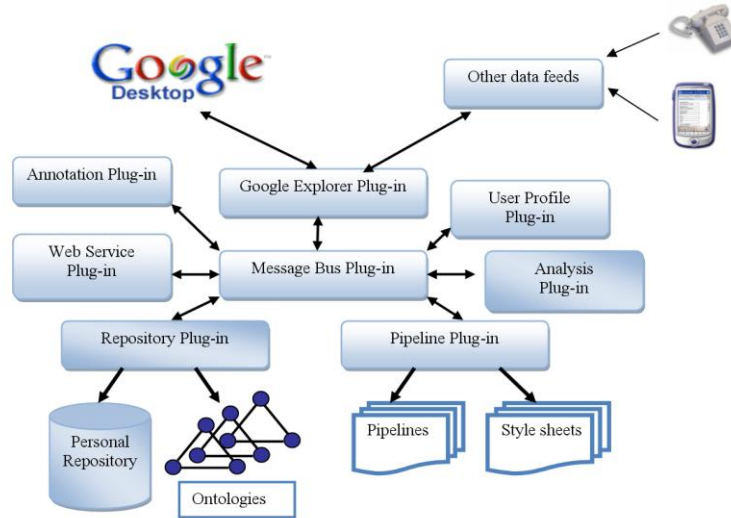 Google™
Desktop
Other data feeds
Annotation Plug-in
Google Explorer Plug-in
User Profile
Plug-in
Web Service
Plug-in
Message Bus Plug-in
Analysis
Plug-in
Repository Plug-in
Pipeline Plug-in
Personal
Repository
Pipelines
Style sheets
Ontologies